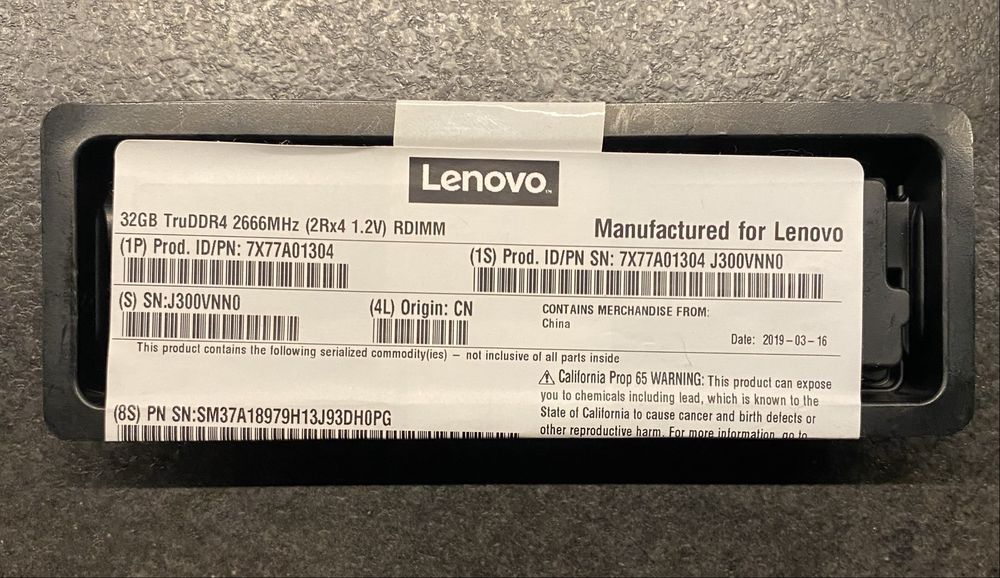 Lenovo™
32GB TruDDR4 2666MHz (2Rx4 1.2V) RDIMM
Manufactured for Lenovo
(1P) Prod. ID/PN: 7X77A01304
(1S) Prod. ID/PN SN: 7X77A01304 J300VNN0
(S) SN:J300VNN0
(4L) Origin: CN
CONTAINS MERCHANDISE FROM:
China
Date: 2019-03-16
This product contains the following serialized commodity(ies) – not inclusive of all parts inside
⚠ California Prop 65 WARNING: This product can expose
you to chemicals including lead, which is known to the
State of California to cause cancer and birth defects or
other reproductive harm. For more information, go to
(8S) PN SN:SM37A18979H13J93DH0PG